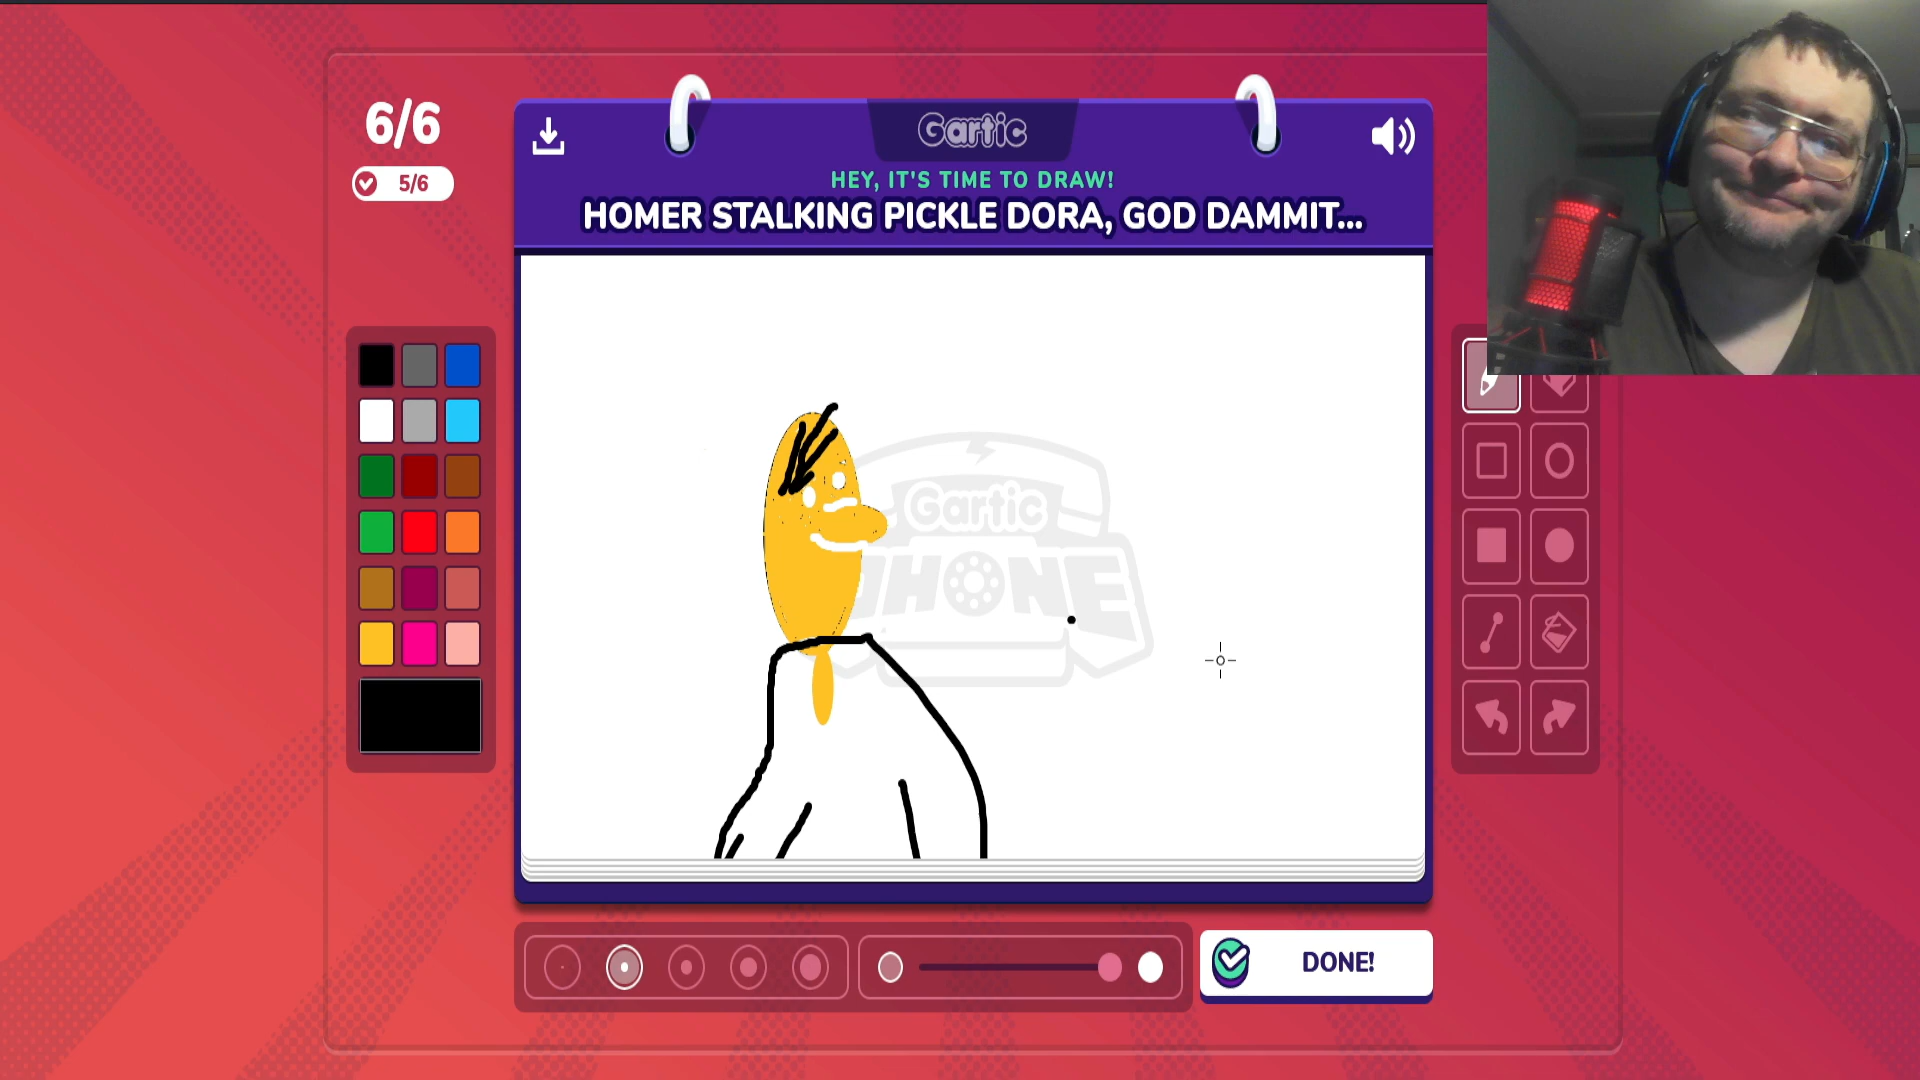 6/6
5/6
Gartic
HEY, IT'S TIME TO DRAW!
HOMER STALKING PICKLE DORA, GOD DAMMIT...
Gartic
PHONE
DONE!